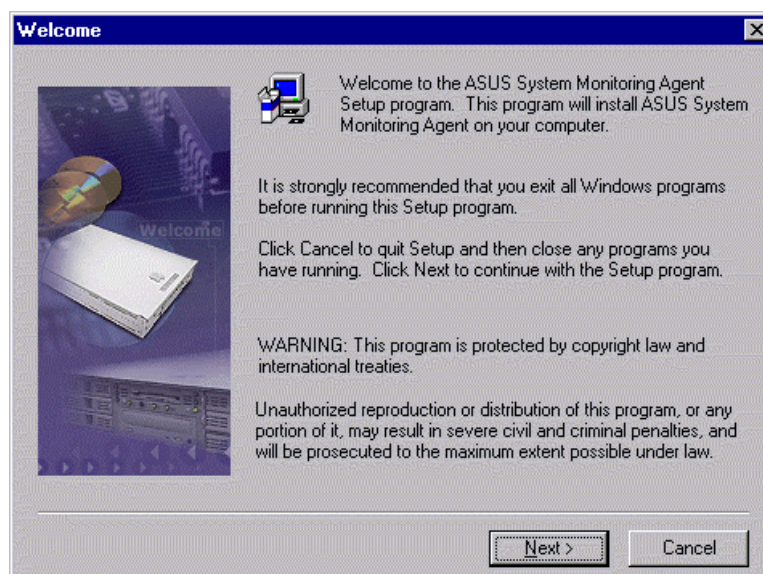 Welcome
Welcome to the ASUS System Monitoring Agent
Setup program.  This program will install ASUS System
Monitoring Agent on your computer.
Welcome
It is strongly recommended that you exit all Windows programs
before running this Setup program.
Click Cancel to quit Setup and then close any programs you
have running.  Click Next to continue with the Setup program.
WARNING: This program is protected by copyright law and
international treaties.
Unauthorized reproduction or distribution of this program, or any
portion of it, may result in severe civil and criminal penalties, and
will be prosecuted to the maximum extent possible under law.
Next >
Cancel